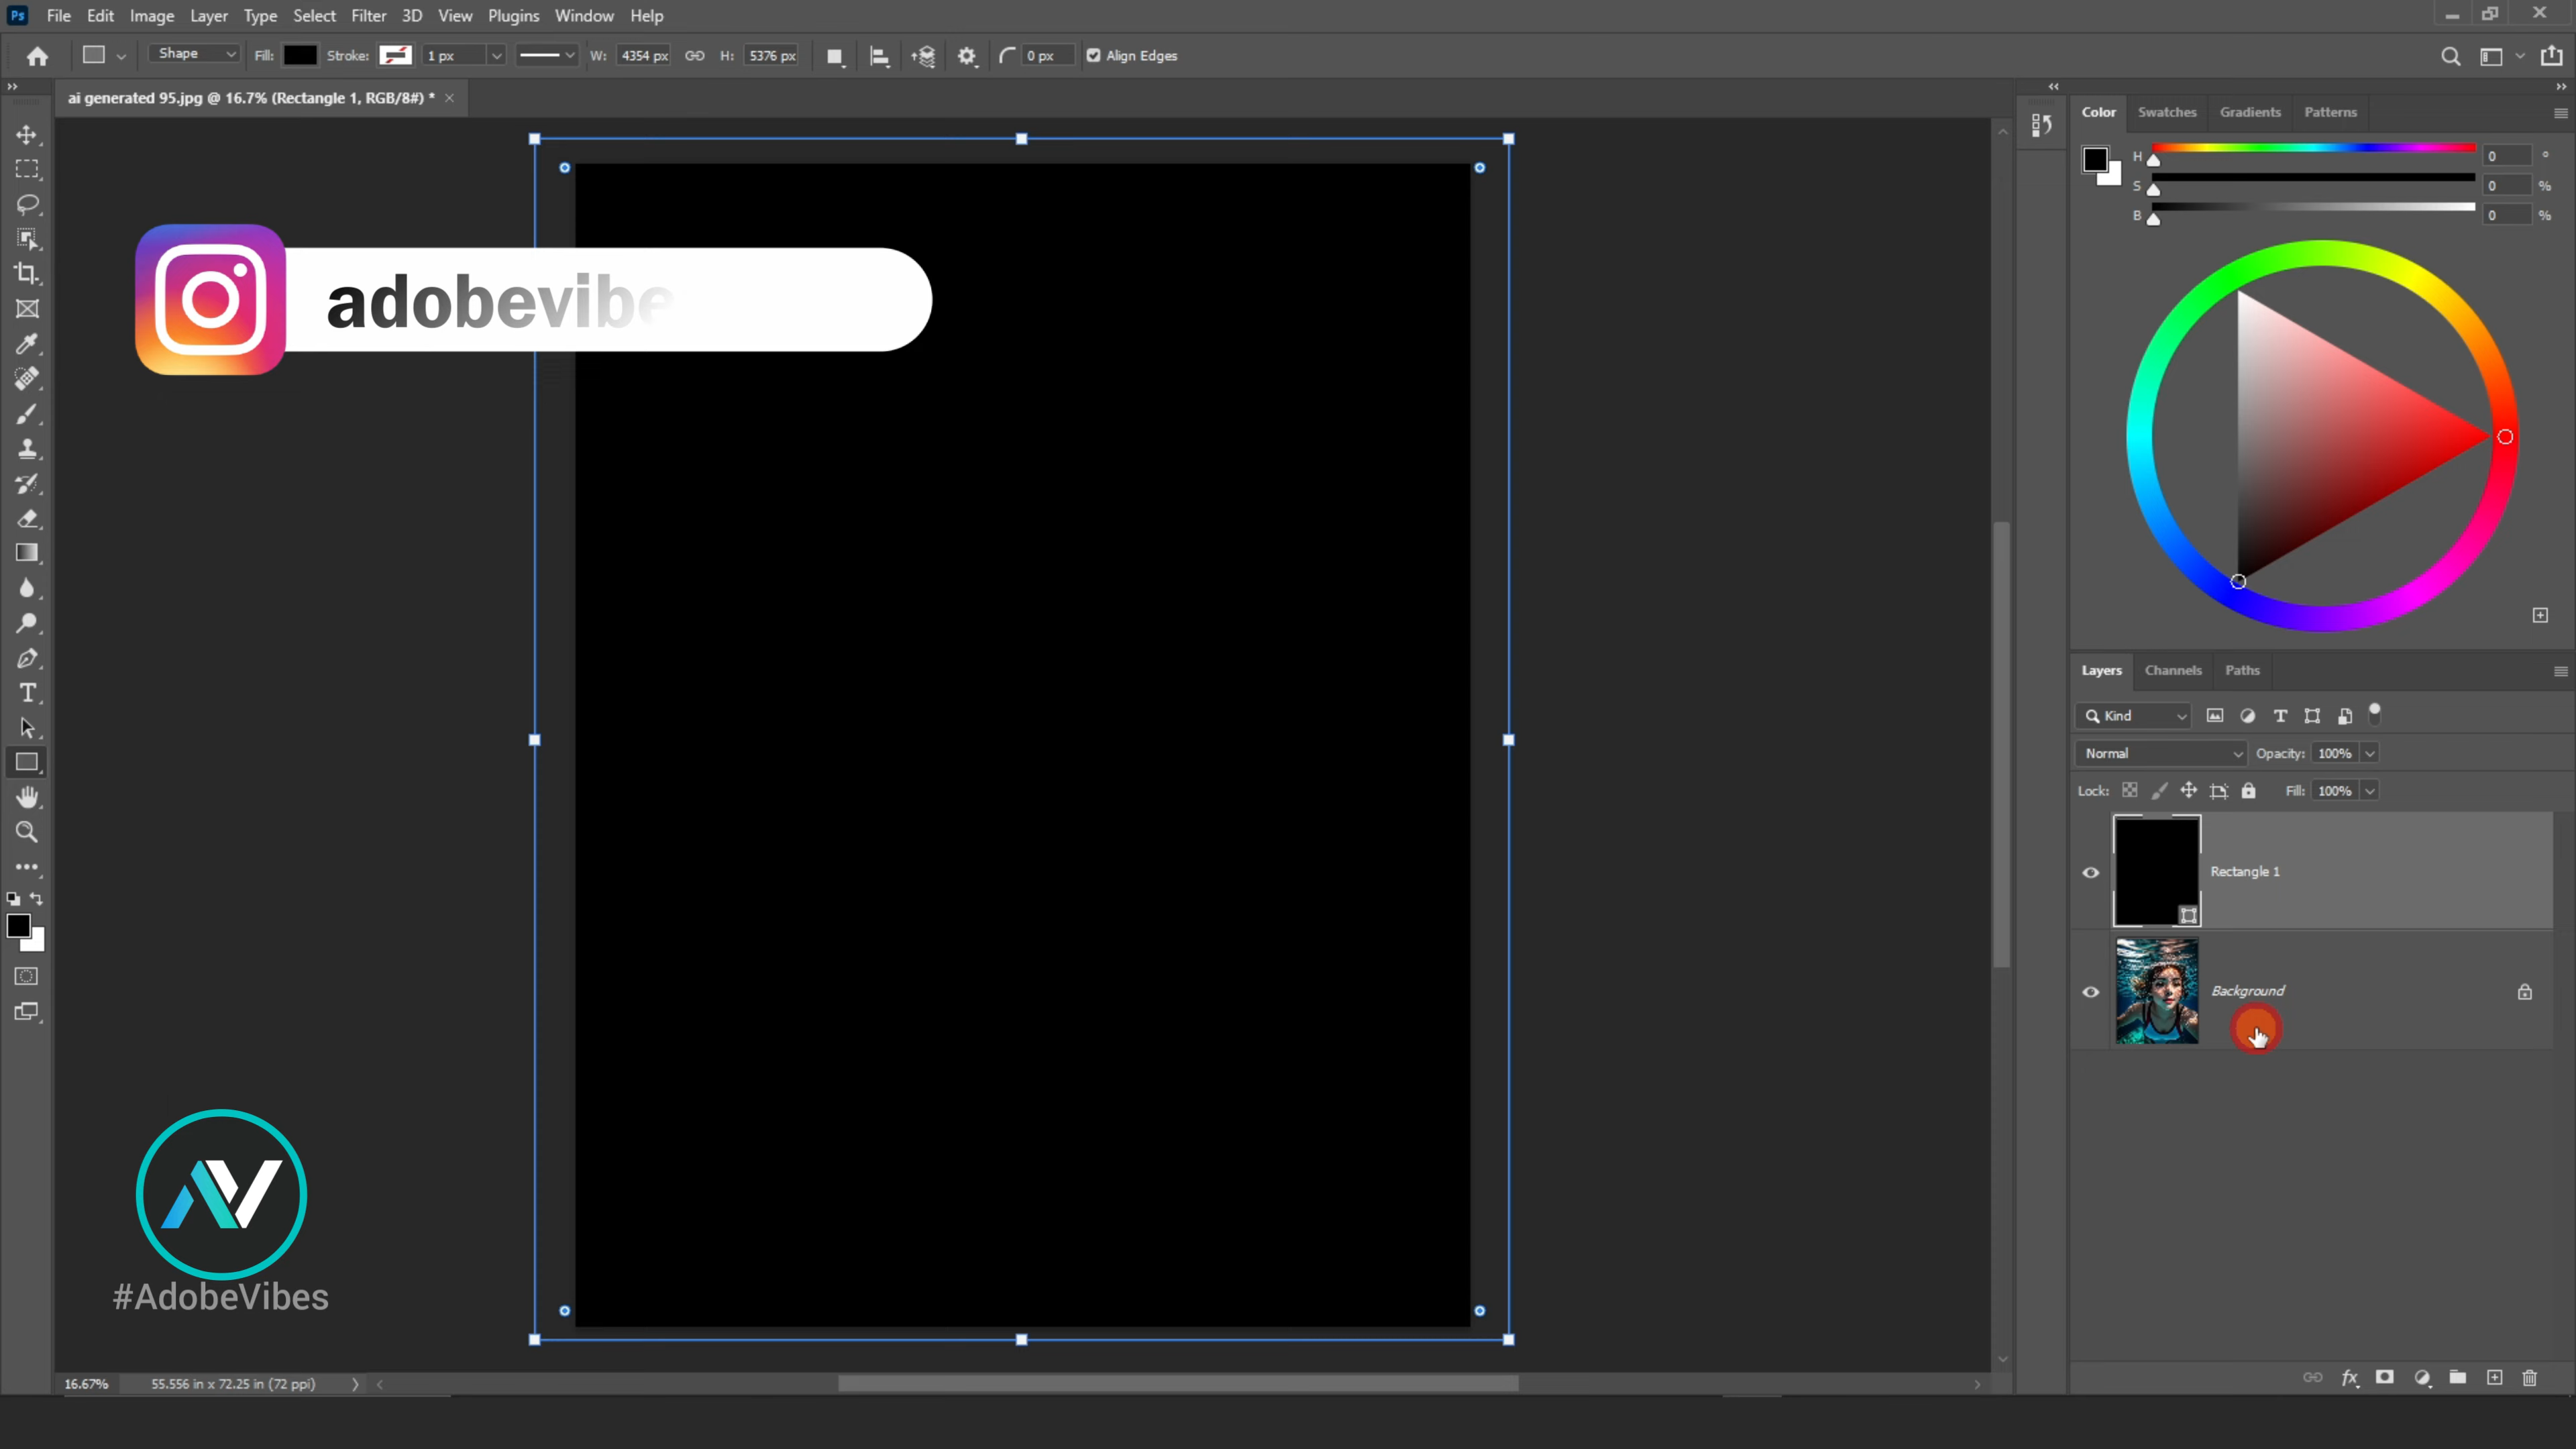 Ps File Edit Image Layer Type Select Filter 3D View Plugins Window Help
Shape Fill: Stroke: 1 px W: 4354 px H: 5376 px 0 px Align Edges
ai generated 95.jpg @ 16.7% (Rectangle 1, RGB/8#) * ×
Color Swatches Gradients Patterns
H 0 °
S 0 %
B 0 %
adobevibe
Layers Channels Paths
Kind
Normal Opacity: 100%
Lock: Fill: 100%
Rectangle 1
Background
AV
#AdobeVibes
16.67% 55.556 in x 72.25 in (72 ppi)
fx